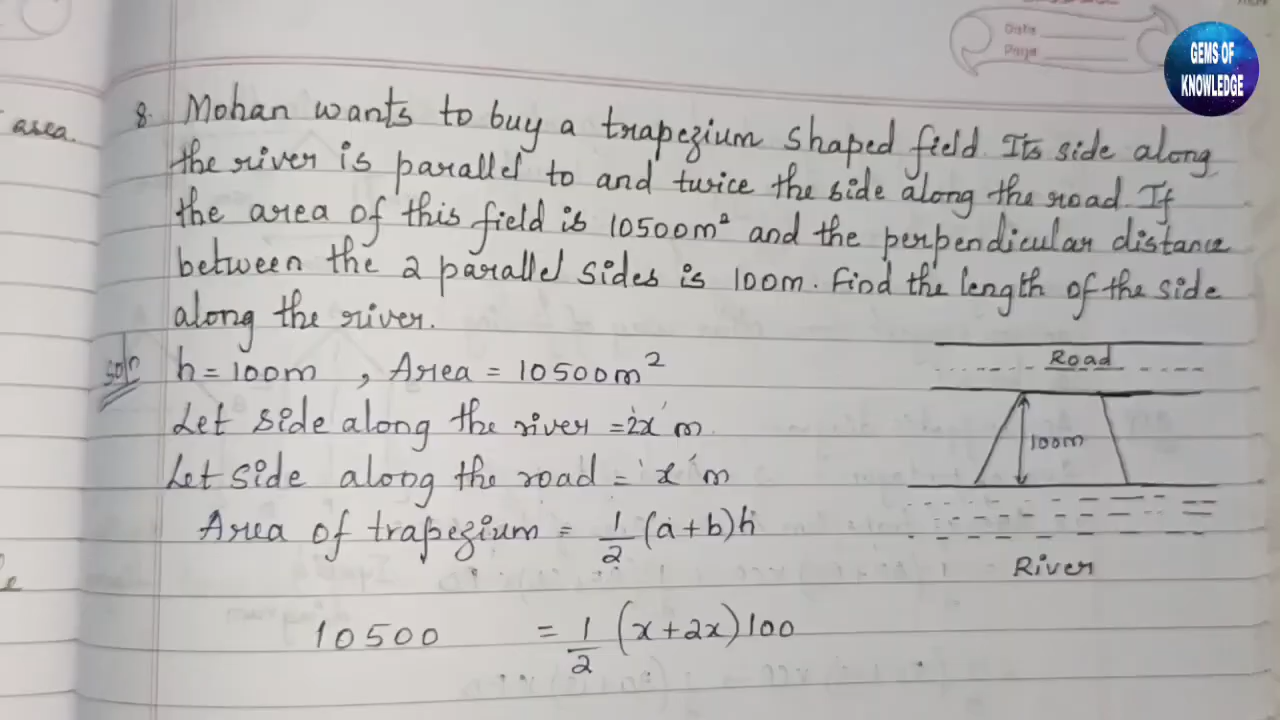 Date
Page
GEMS OF
KNOWLEDGE
area.
8. Mohan wants to buy a trapezium shaped field. Its side along
the river is parallel to and twice the side along the road. If
the area of this field is 10500m² and the perpendicular distance
between the 2 parallel sides is 100m. Find the length of the side
along the river.
Soln
h = 100m , Area = 10500m²
Let side along the river = '2x' m.
Let side along the road = 'x' m
Area of trapezium = 1/2 (a+b)h
10500 = 1/2 (x+2x)100
Road
100m
River